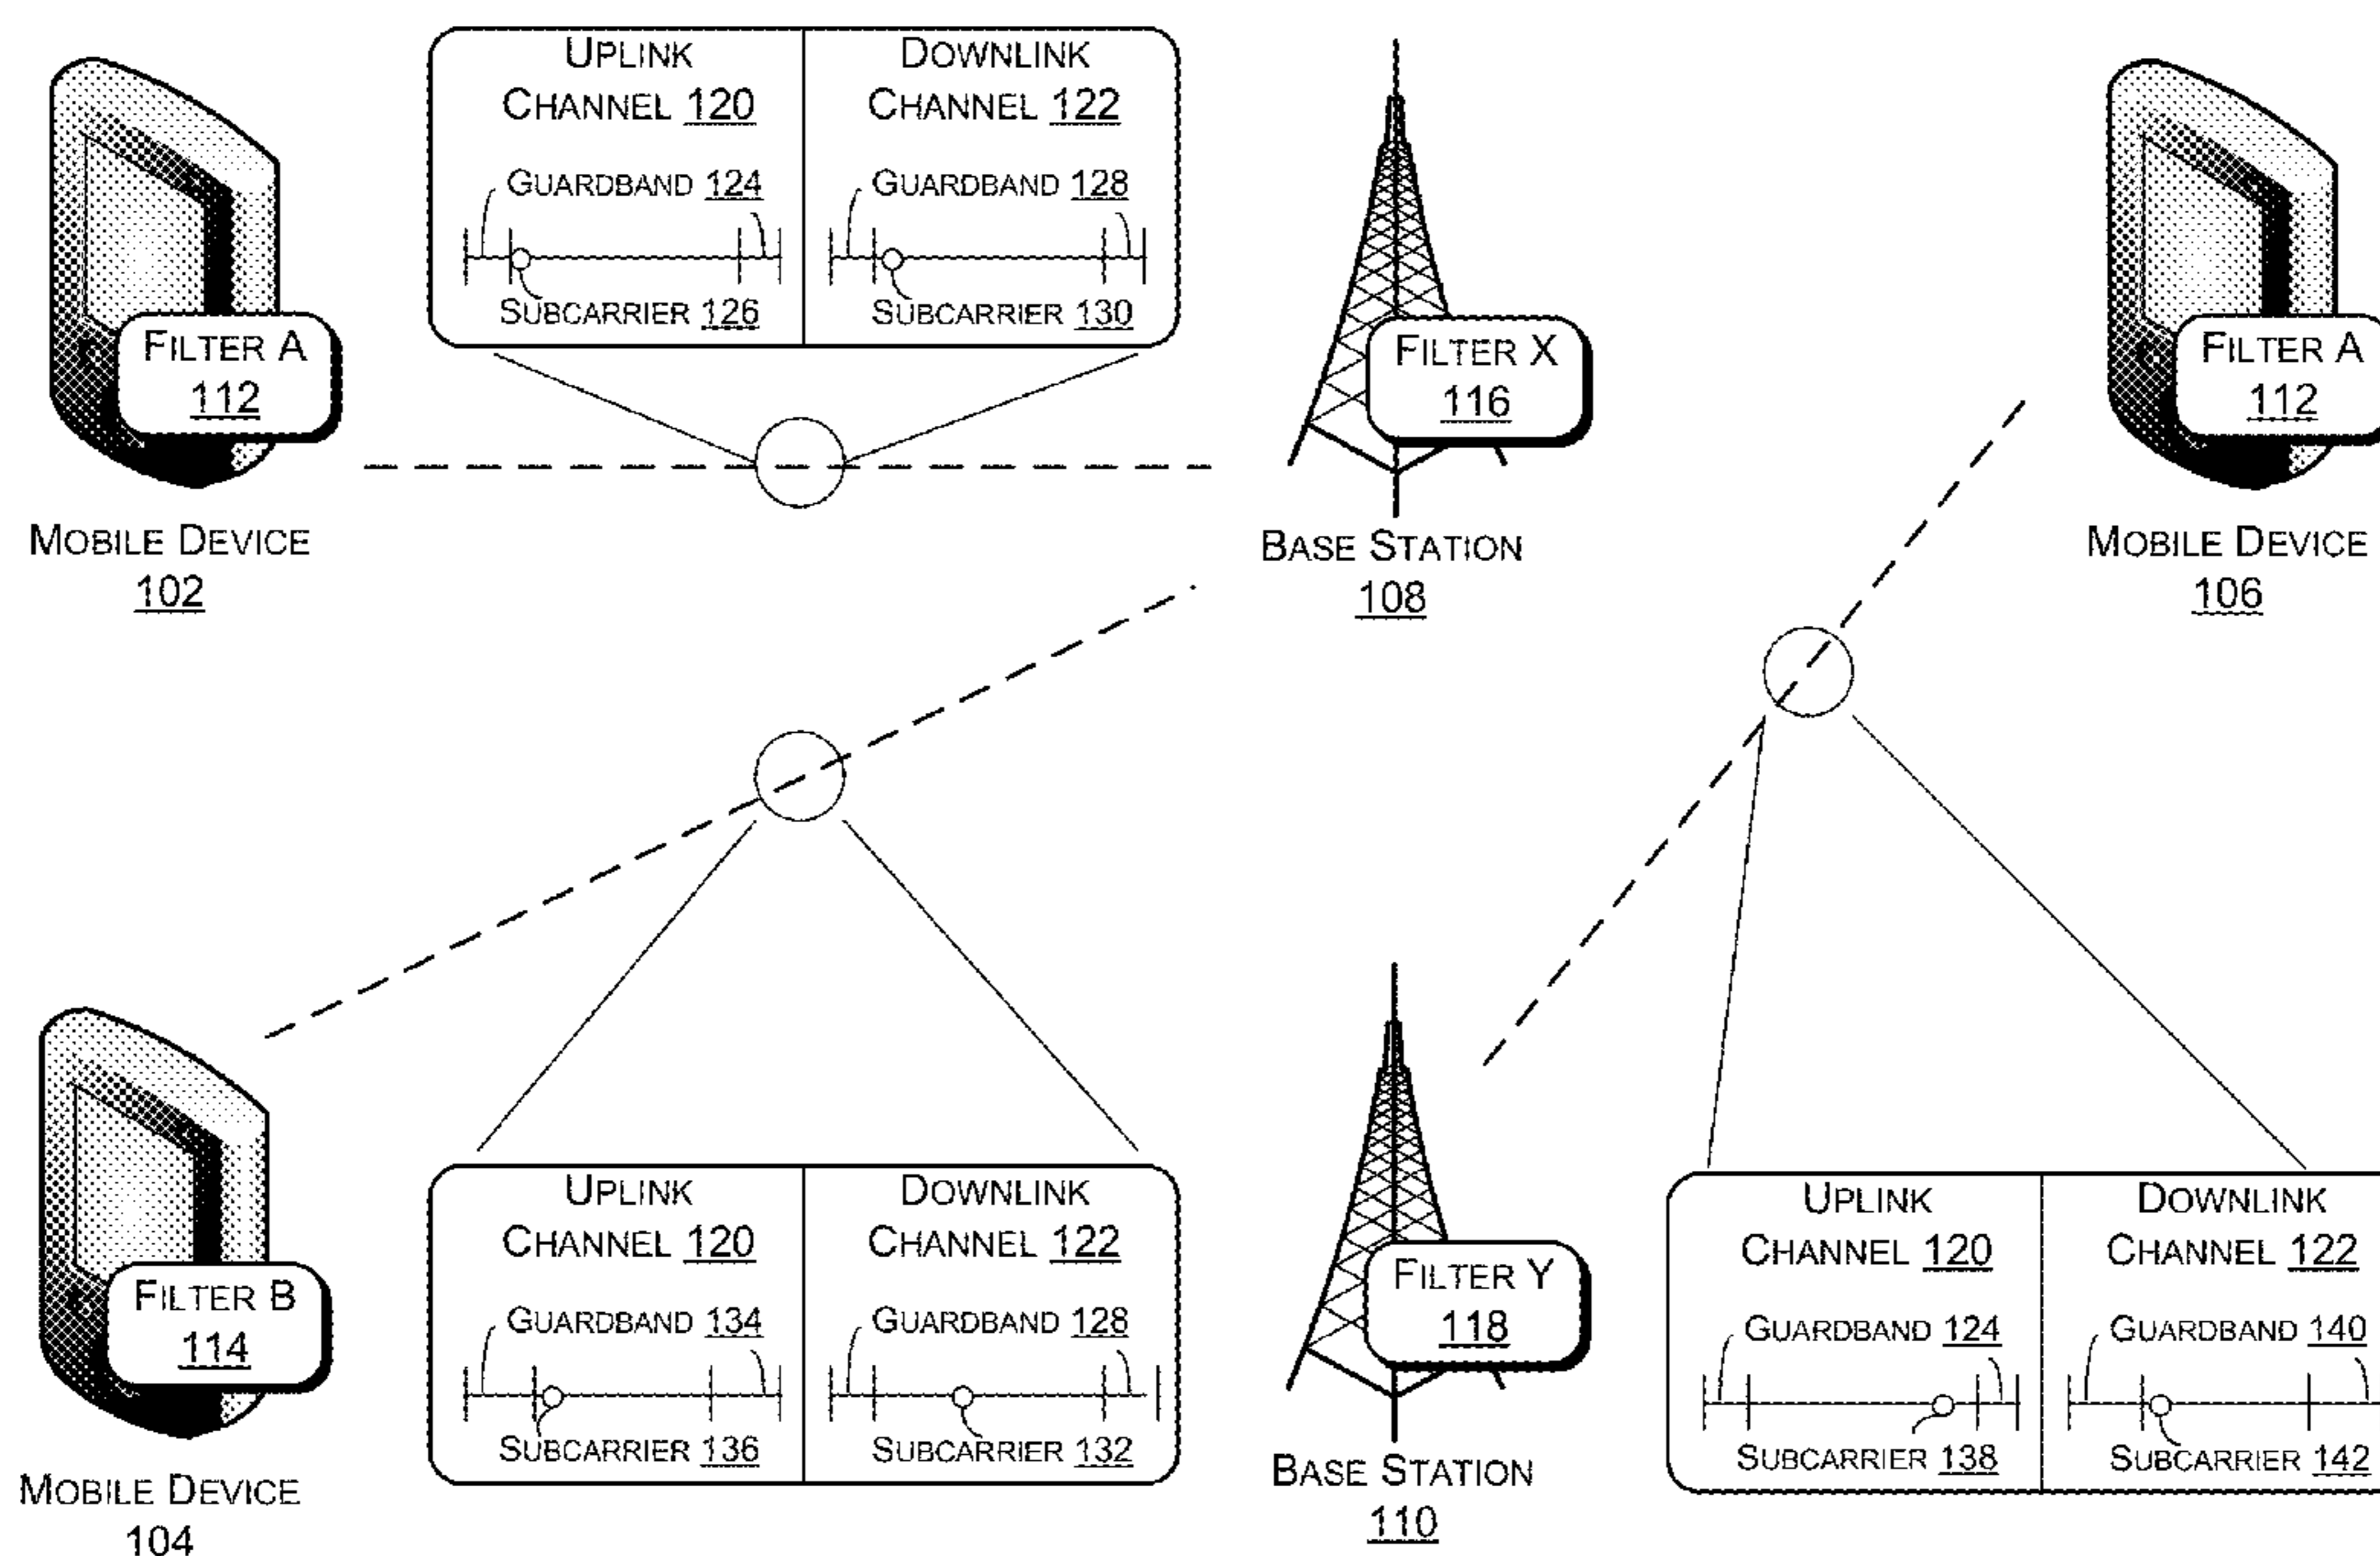 UPLINK
CHANNEL 120
GUARDBAND 124
SUBCARRIER 126
DOWNLINK
CHANNEL 122
GUARDBAND 128
SUBCARRIER 130
FILTER A
112
MOBILE DEVICE
102
FILTER X
116
BASE STATION
108
FILTER A
112
MOBILE DEVICE
106
FILTER B
114
MOBILE DEVICE
104
UPLINK
CHANNEL 120
GUARDBAND 134
SUBCARRIER 136
DOWNLINK
CHANNEL 122
GUARDBAND 128
SUBCARRIER 132
FILTER Y
118
BASE STATION
110
UPLINK
CHANNEL 120
GUARDBAND 124
SUBCARRIER 138
DOWNLINK
CHANNEL 122
GUARDBAND 140
SUBCARRIER 142